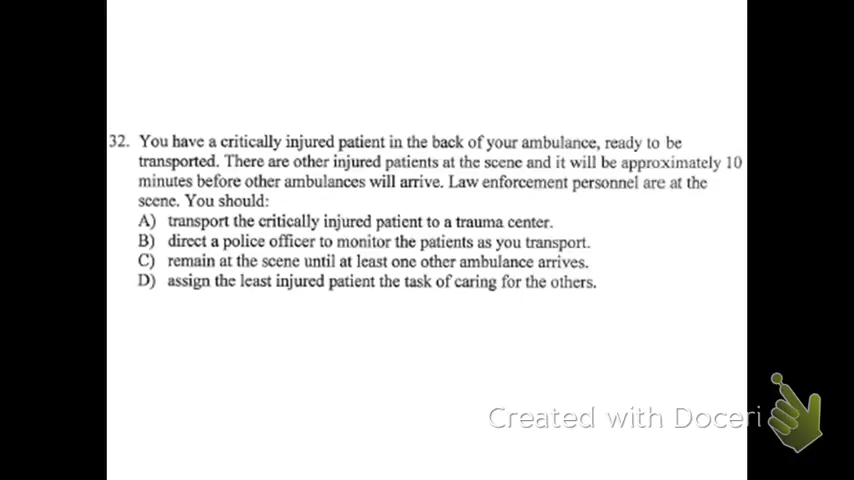 32. You have a critically injured patient in the back of your ambulance, ready to be
transported. There are other injured patients at the scene and it will be approximately 10
minutes before other ambulances will arrive. Law enforcement personnel are at the
scene. You should:
A) transport the critically injured patient to a trauma center.
B) direct a police officer to monitor the patients as you transport.
C) remain at the scene until at least one other ambulance arrives.
D) assign the least injured patient the task of caring for the others.
Created with Doceri